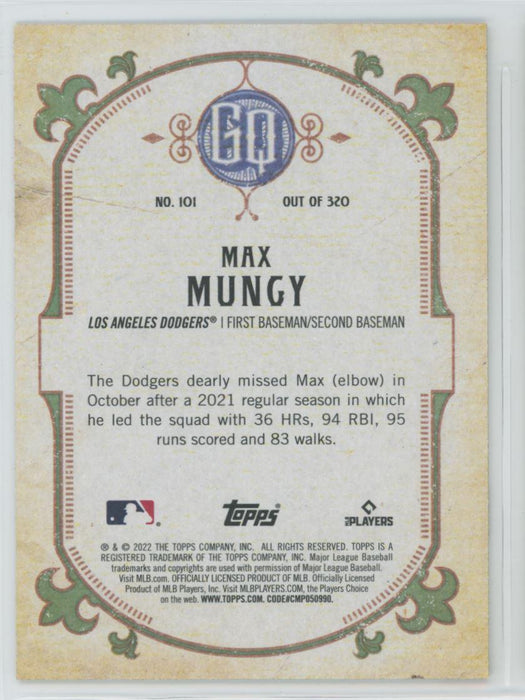 GQ
NO. 101 OUT OF 320
MAX
MUNGY
LOS ANGELES DODGERS® | FIRST BASEMAN/SECOND BASEMAN
The Dodgers dearly missed Max (elbow) in
October after a 2021 regular season in which
he led the squad with 36 HRs, 94 RBI, 95
runs scored and 83 walks.
topps
MLB PLAYERS
® & © 2022 THE TOPPS COMPANY, INC. ALL RIGHTS RESERVED. TOPPS IS A
REGISTERED TRADEMARK OF THE TOPPS COMPANY, INC. Major League Baseball
trademarks and copyrights are used with permission of Major League Baseball.
Visit MLB.com. OFFICIALLY LICENSED PRODUCT OF MLB. Officially Licensed
Product of MLB Players, Inc. Visit MLBPLAYERS.COM, the Players Choice
on the web. WWW.TOPPS.COM. CODE#CMP050990.